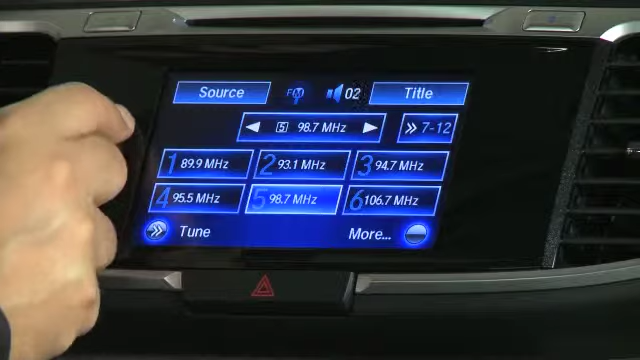 Source FM 02 Title
5 98.7 MHz 7-12
1 89.9 MHz 2 93.1 MHz 3 94.7 MHz
4 95.5 MHz 5 98.7 MHz 6 106.7 MHz
Tune More...